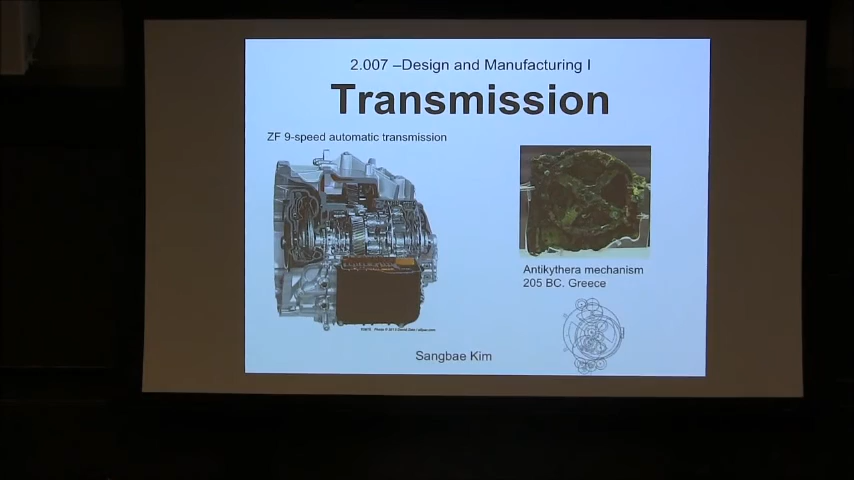 2.007 –Design and Manufacturing I
Transmission
ZF 9-speed automatic transmission
Antikythera mechanism
205 BC. Greece
Sangbae Kim